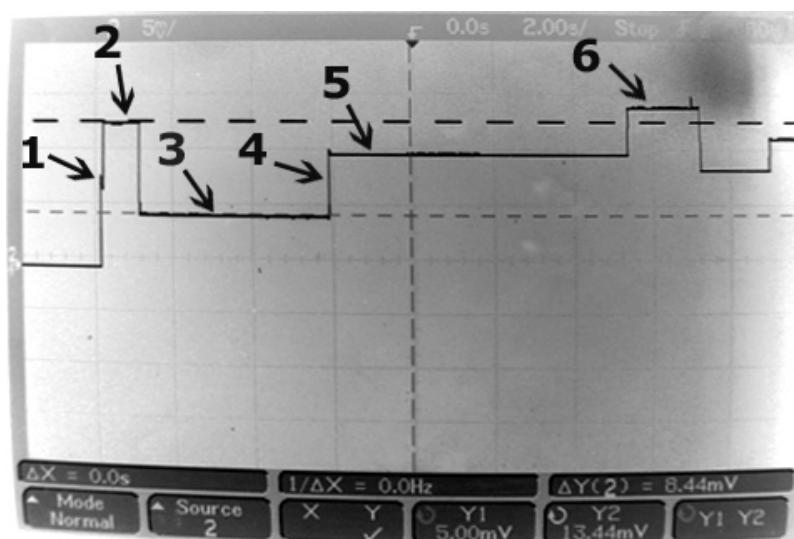 5mV/ 0.0s 2.00s/ Stop
2
6
5
1
3
4
ΔX = 0.0s 1/ΔX = 0.0Hz ΔY(2) = 8.44mV
Mode Source X Y Y1 Y2 Y1 Y2
Normal 2 ✓ 5.00mV 13.44mV